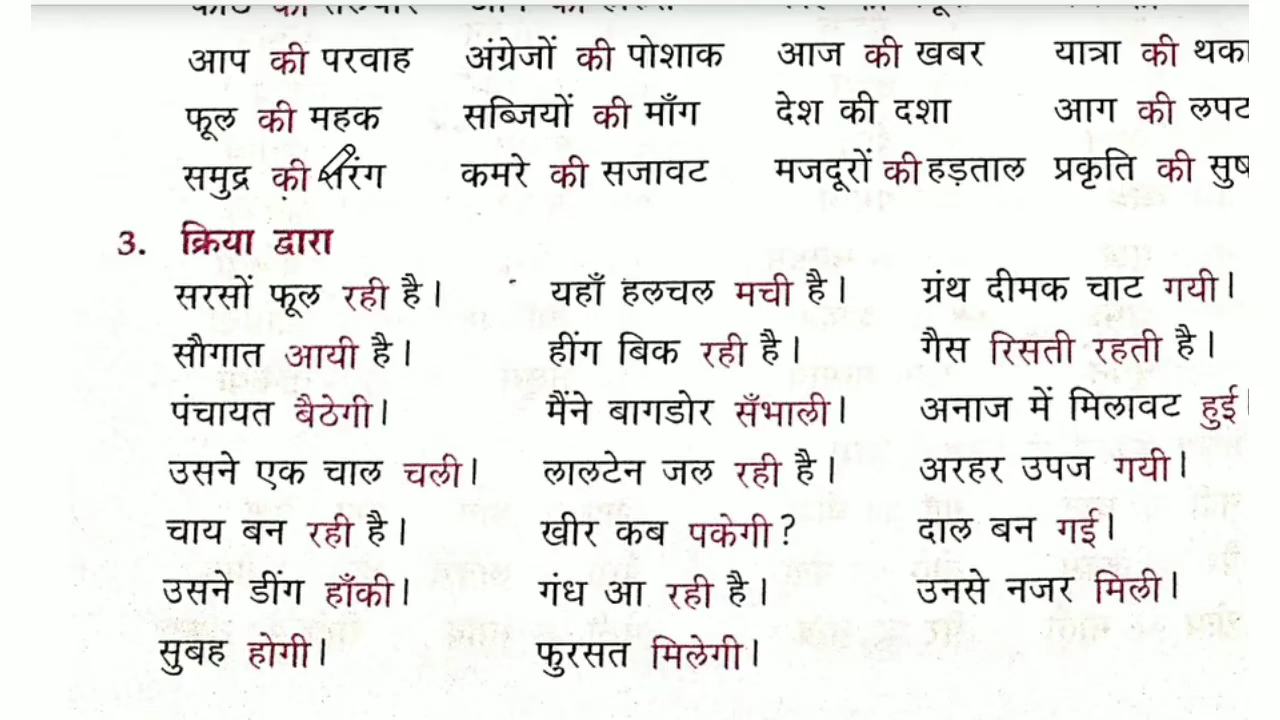 आप की परवाह अंग्रेजों की पोशाक आज की खबर यात्रा की
फूल की महक सब्जियों की माँग देश की दशा आग की लपट
समुद्र की कमरे की सजावट मजदूरों की हड़ताल प्रकृति की
3. क्रिया द्वारा
सरसों फूल रही है। यहाँ हलचल मची है। ग्रंथ दीमक चाट गयी।
सौगात आयी है। हींग बिक रही है। गैस रिसती रहती है।
पंचायत बैठेगी। मैंने बागडोर सँभाली। अनाज में मिलावट हुई
उसने एक चाल चली। लालटेन जल रही है। अरहर उपज गयी।
चाय बन रही है। खीर कब पकेगी? दाल बन गई।
उसने डींग हाँकी। गंध आ रही है। उनसे नजर मिली।
सुबह होगी। फुरसत मिलेगी।